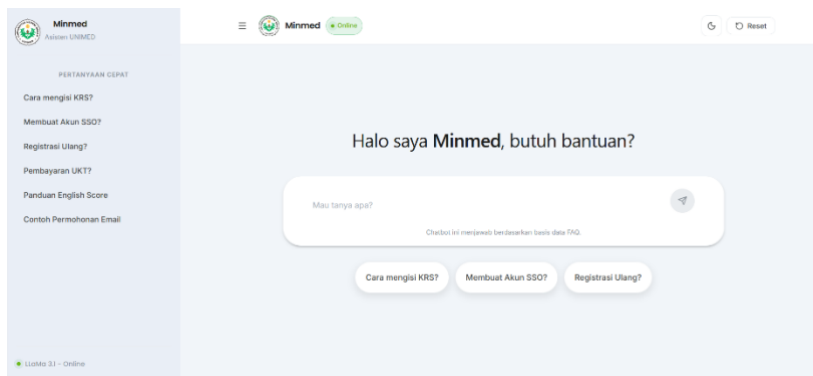 Minmed
Asisten UNIMED
PERTANYAAN CEPAT
Cara mengisi KRS?
Membuat Akun SSO?
Registrasi Ulang?
Pembayaran UKT?
Panduan English Score
Contoh Permohonan Email
LLaMa 3.1 - Online
Minmed
Online
Reset
Halo saya Minmed, butuh bantuan?
Mau tanya apa?
Chatbot ini menjawab berdasarkan basis data FAQ.
Cara mengisi KRS?
Membuat Akun SSO?
Registrasi Ulang?